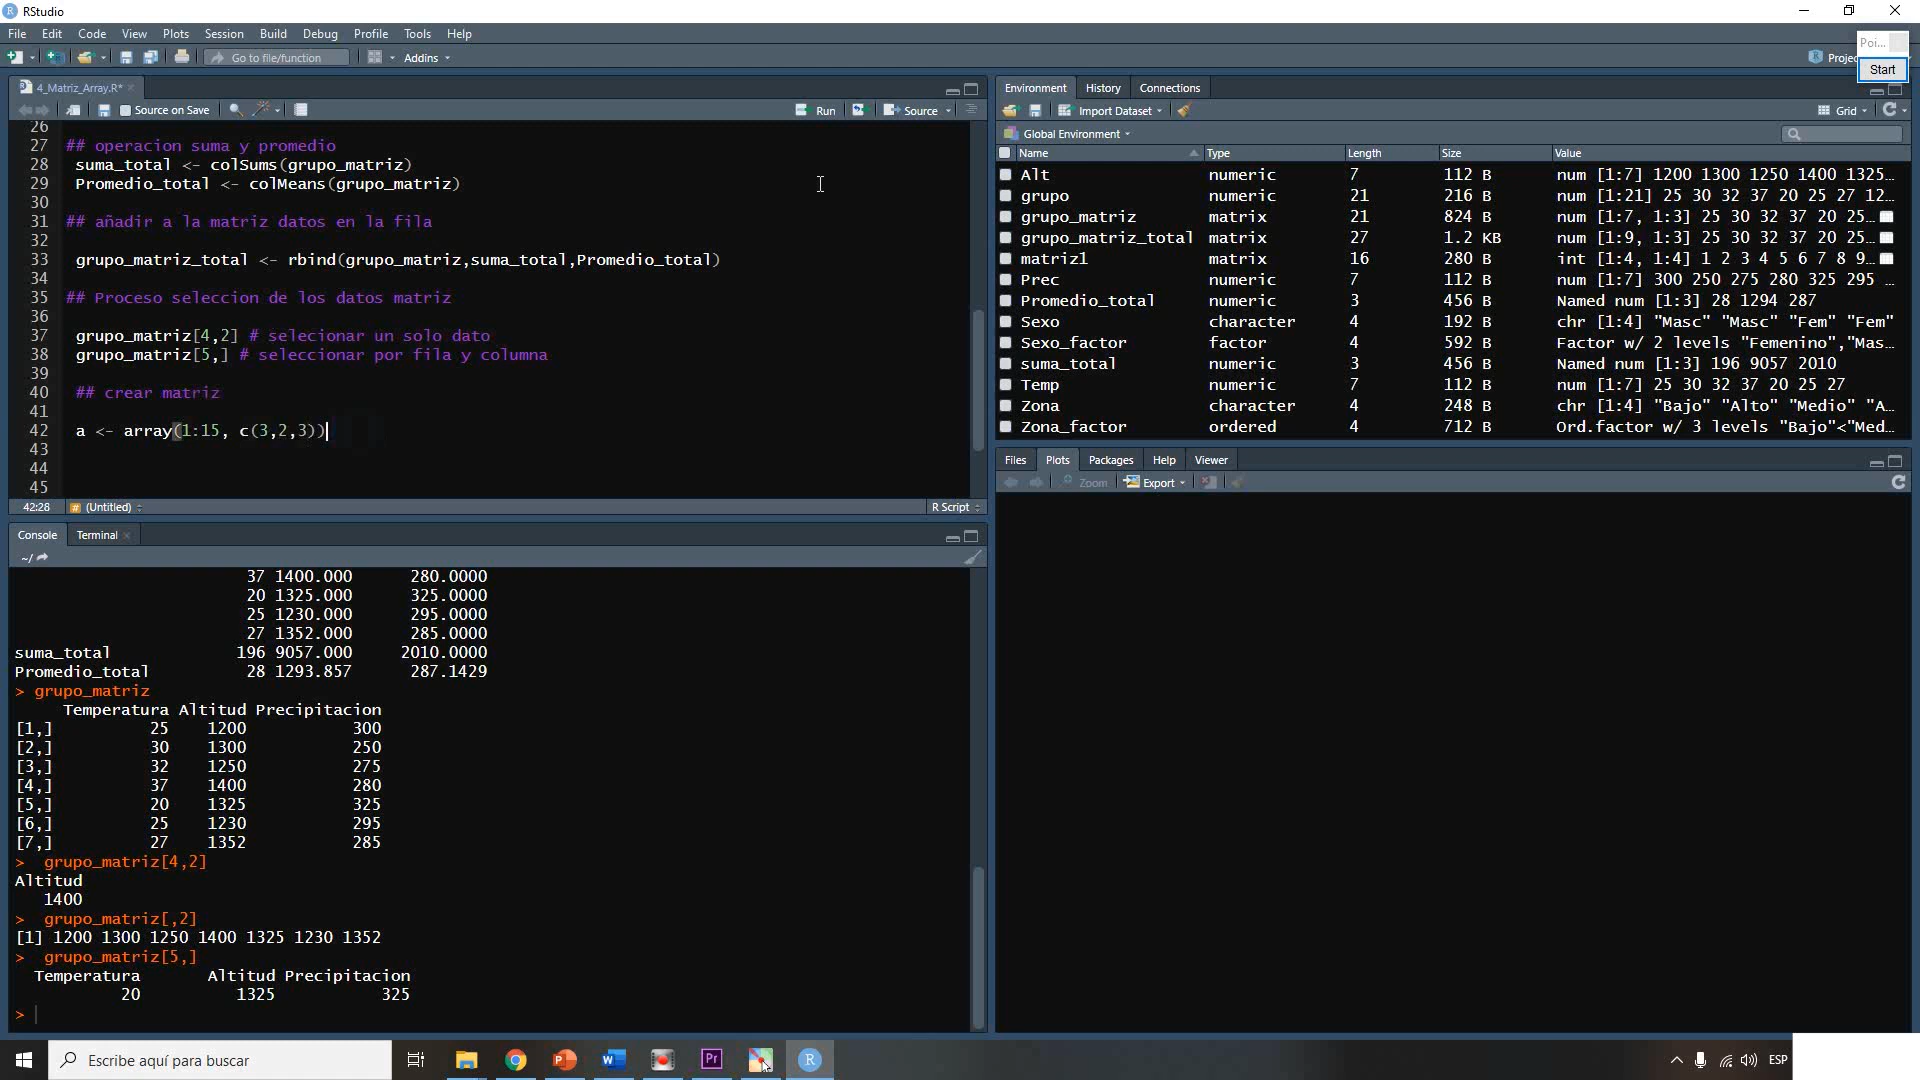 RStudio
File Edit Code View Plots Session Build Debug Profile Tools Help
Go to file/function Addins
Poi...
Start
4_Matriz_Array.R*
Source on Save Run Source
26
27 ## operacion suma y promedio
28 suma_total <- colSums(grupo_matriz)
29 Promedio_total <- colMeans(grupo_matriz)
30
31 ## añadir a la matriz datos en la fila
32
33 grupo_matriz_total <- rbind(grupo_matriz,suma_total,Promedio_total)
34
35 ## Proceso seleccion de los datos matriz
36
37 grupo_matriz[4,2] # selecionar un solo dato
38 grupo_matriz[5,] # seleccionar por fila y columna
39
40 ## crear matriz
41
42 a <- array(1:15, c(3,2,3))
43
44
45
42:28 # (Untitled) R Script
Console Terminal
~/
37 1400.000 280.0000
20 1325.000 325.0000
25 1230.000 295.0000
27 1352.000 285.0000
suma_total 196 9057.000 2010.0000
Promedio_total 28 1293.857 287.1429
> grupo_matriz
Temperatura Altitud Precipitacion
[1,] 25 1200 300
[2,] 30 1300 250
[3,] 32 1250 275
[4,] 37 1400 280
[5,] 20 1325 325
[6,] 25 1230 295
[7,] 27 1352 285
> grupo_matriz[4,2]
Altitud
1400
> grupo_matriz[,2]
[1] 1200 1300 1250 1400 1325 1230 1352
> grupo_matriz[5,]
Temperatura Altitud Precipitacion
20 1325 325
>
Environment History Connections
Import Dataset Grid
Global Environment
Name Type Length Size Value
Alt numeric 7 112 B num [1:7] 1200 1300 1250 1400 1325...
grupo numeric 21 216 B num [1:21] 25 30 32 37 20 25 27 12...
grupo_matriz matrix 21 824 B num [1:7, 1:3] 25 30 32 37 20 25...
grupo_matriz_total matrix 27 1.2 KB num [1:9, 1:3] 25 30 32 37 20 25...
matriz1 matrix 16 280 B int [1:4, 1:4] 1 2 3 4 5 6 7 8 9...
Prec numeric 7 112 B num [1:7] 300 250 275 280 325 295 ...
Promedio_total numeric 3 456 B Named num [1:3] 28 1294 287
Sexo character 4 192 B chr [1:4] "Masc" "Masc" "Fem" "Fem"
Sexo_factor factor 4 592 B Factor w/ 2 levels "Femenino","Mas...
suma_total numeric 3 456 B Named num [1:3] 196 9057 2010
Temp numeric 7 112 B num [1:7] 25 30 32 37 20 25 27
Zona character 4 248 B chr [1:4] "Bajo" "Alto" "Medio" "A...
Zona_factor ordered 4 712 B Ord.factor w/ 3 levels "Bajo"<"Med...
Files Plots Packages Help Viewer
Zoom Export
Escribe aquí para buscar
ESP